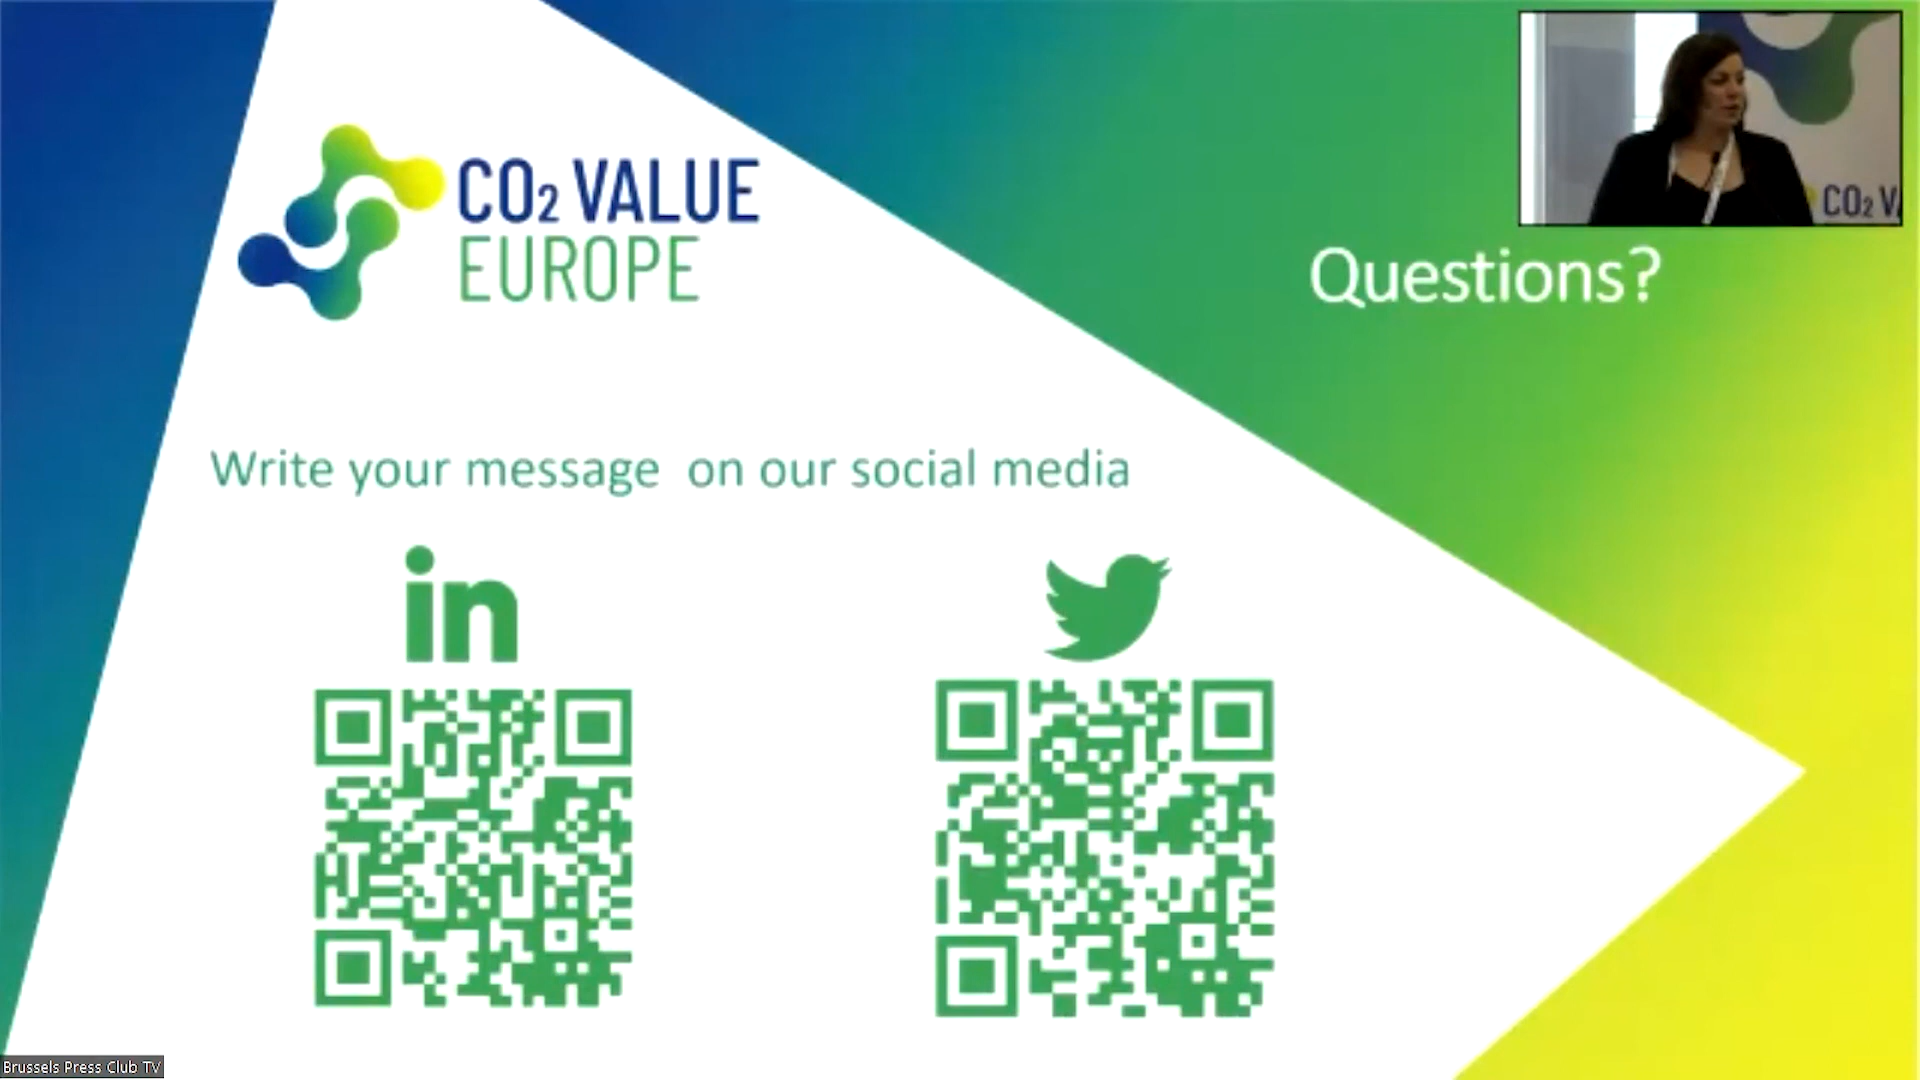 CO2 VALUE
EUROPE
CO2 V
Questions?
Write your message  on our social media
in
Brussels Press Club TV